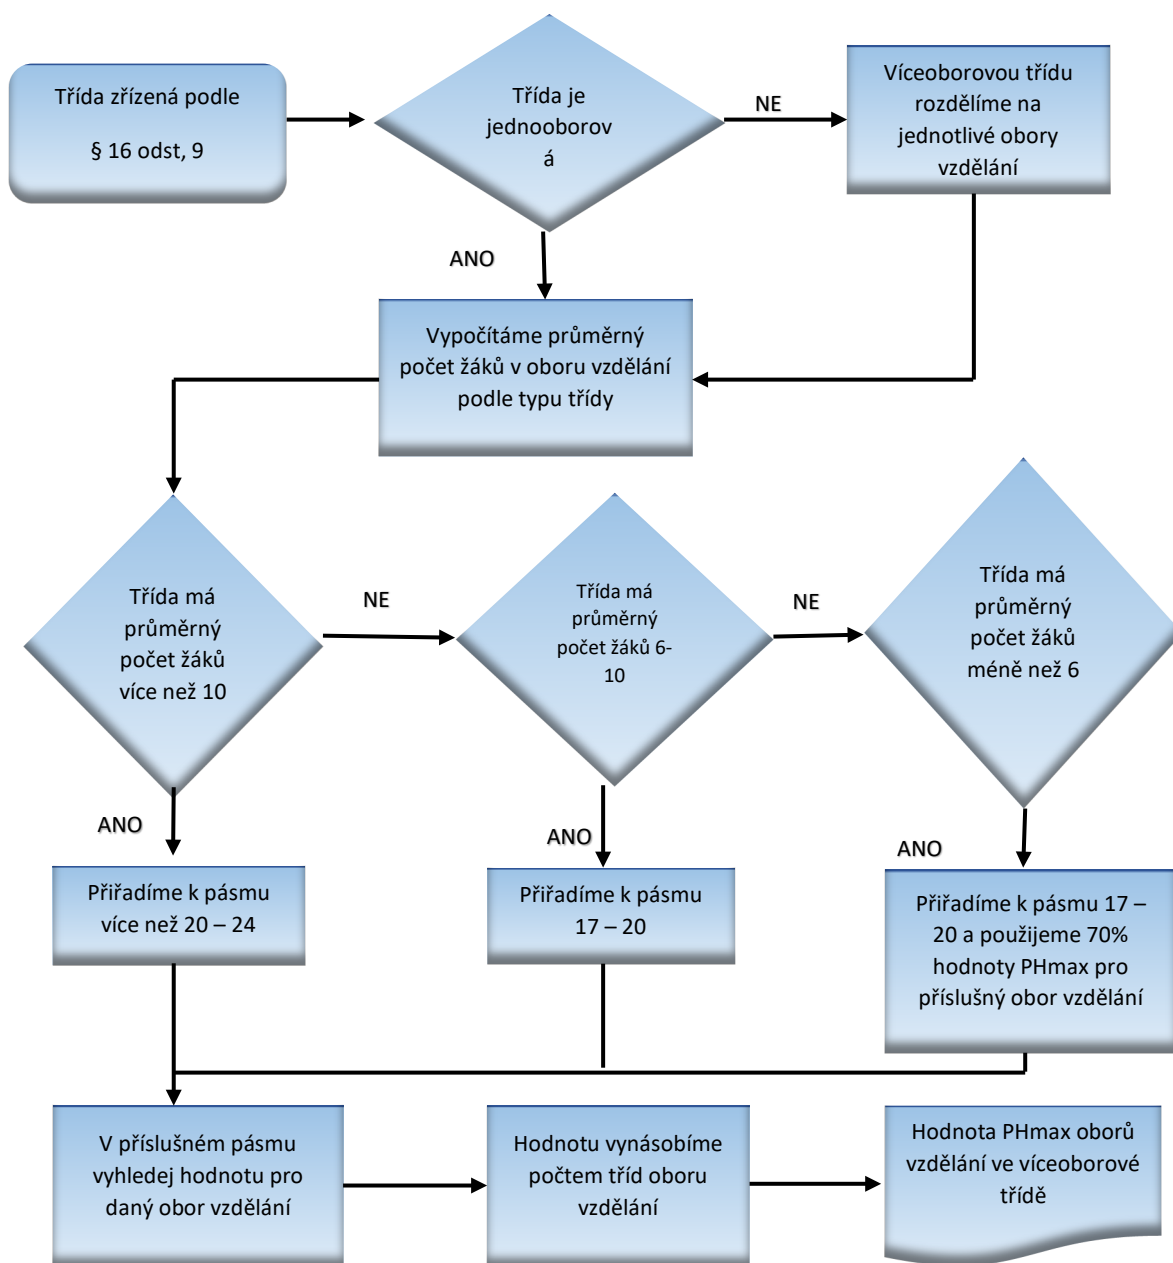 Třída zřízená podle
§ 16 odst, 9
Třída je
jednooborov
á
NE
Víceoborovou třídu
rozdělíme na
jednotlivé obory
vzdělání
ANO
Vypočítáme průměrný
počet žáků v oboru vzdělání
podle typu třídy
Třída má
průměrný
počet žáků
více než 10
NE
Třída má
průměrný
počet žáků 6-
10
NE
Třída má
průměrný
počet žáků
méně než 6
ANO
ANO
ANO
Přiřadíme k pásmu
více než 20 – 24
Přiřadíme k pásmu
17 – 20
Přiřadíme k pásmu 17 –
20 a použijeme 70%
hodnoty PHmax pro
příslušný obor vzdělání
V příslušném pásmu
vyhledej hodnotu pro
daný obor vzdělání
Hodnotu vynásobíme
počtem tříd oboru
vzdělání
Hodnota PHmax oborů
vzdělání ve víceoborové
třídě